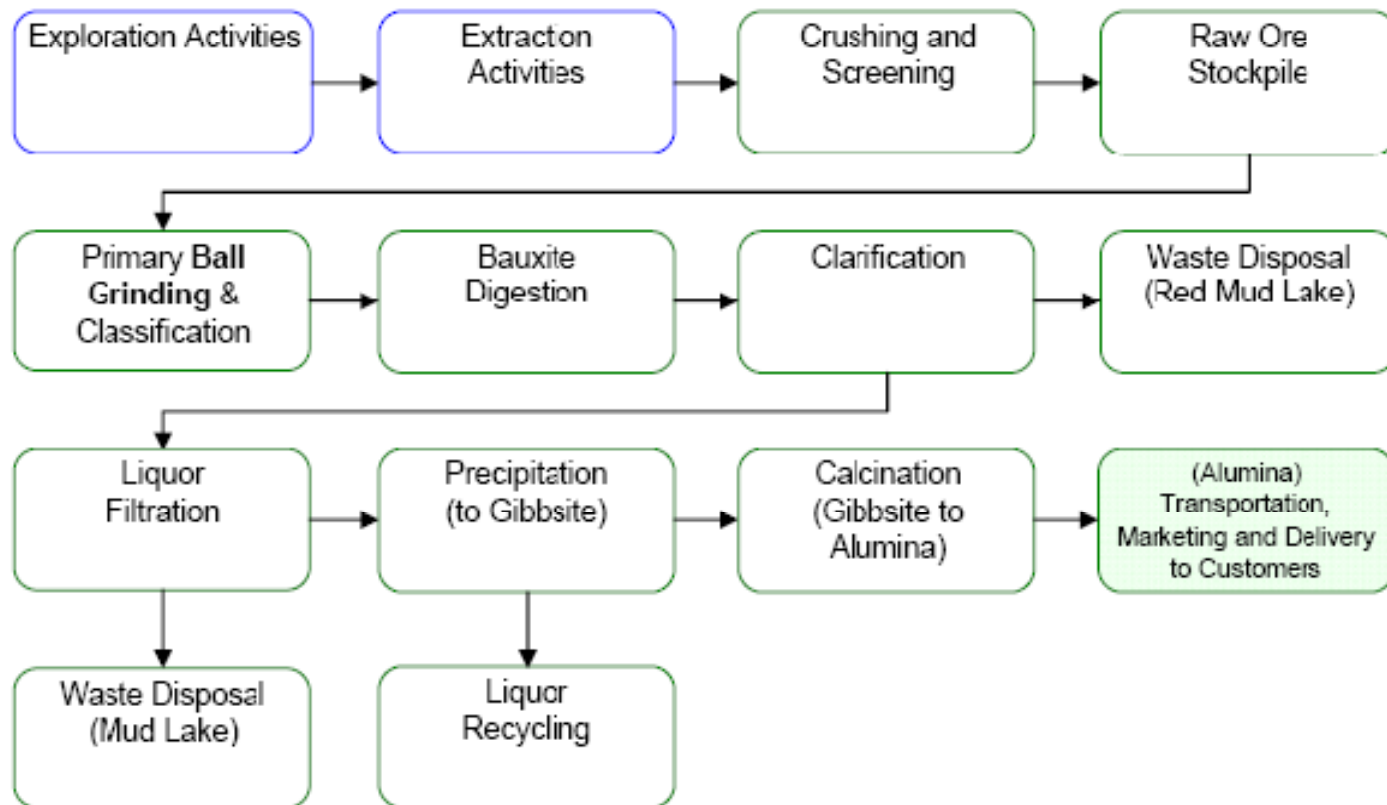 Exploration Activities
Extraction
Activities
Crushing and
Screening
Raw Ore
Stockpile
Primary Ball
Grinding &
Classification
Bauxite
Digestion
Clarification
Waste Disposal
(Red Mud Lake)
Liquor
Filtration
Precipitation
(to Gibbsite)
Calcination
(Gibbsite to
Alumina)
(Alumina)
Transportation,
Marketing and Delivery
to Customers
Waste Disposal
(Mud Lake)
Liquor
Recycling